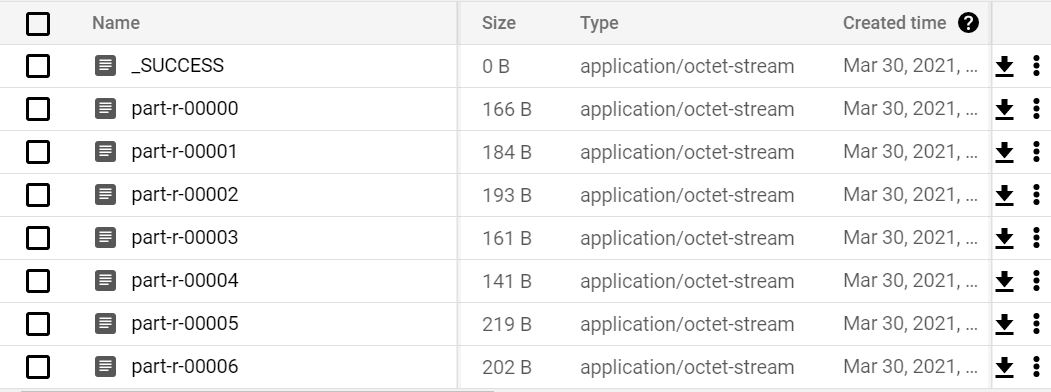 Name Size Type Created time ?
_SUCCESS 0 B application/octet-stream Mar 30, 2021, ...
part-r-00000 166 B application/octet-stream Mar 30, 2021, ...
part-r-00001 184 B application/octet-stream Mar 30, 2021, ...
part-r-00002 193 B application/octet-stream Mar 30, 2021, ...
part-r-00003 161 B application/octet-stream Mar 30, 2021, ...
part-r-00004 141 B application/octet-stream Mar 30, 2021, ...
part-r-00005 219 B application/octet-stream Mar 30, 2021, ...
part-r-00006 202 B application/octet-stream Mar 30, 2021, ...